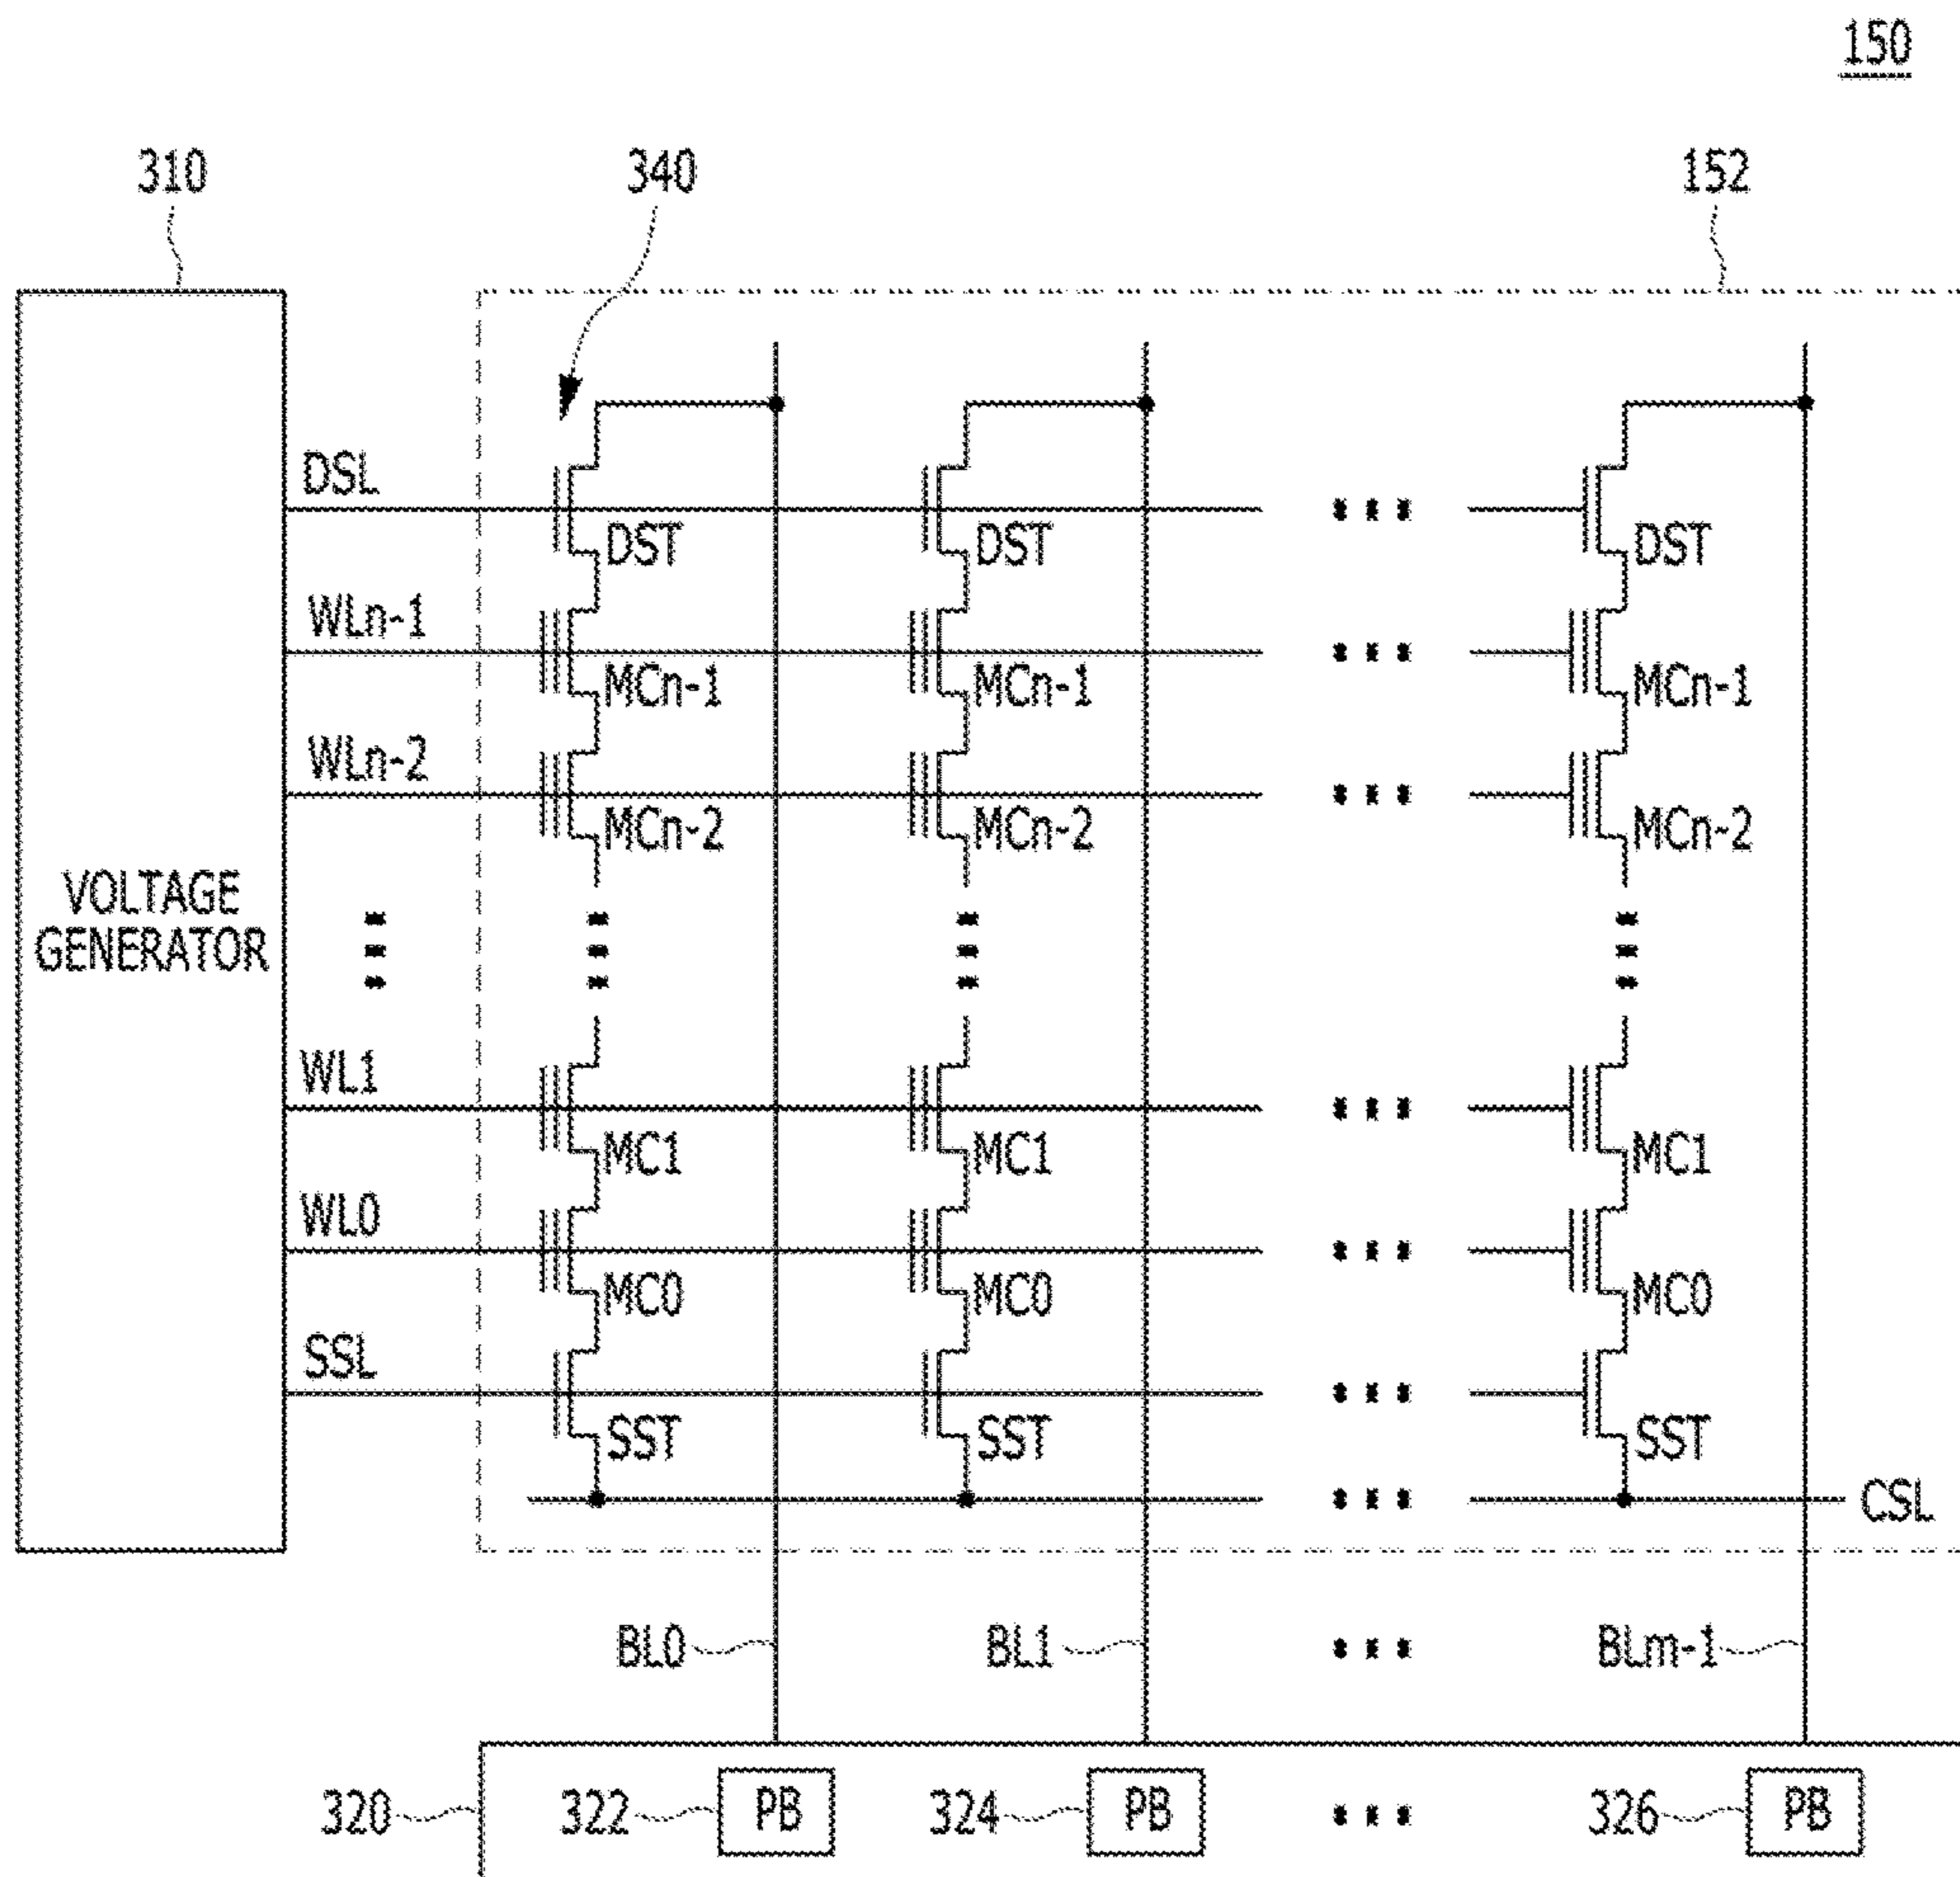 150
310 340 152
DSL
DST DST DST
WLn-1
MCn-1 MCn-1 MCn-1
WLn-2
MCn-2 MCn-2 MCn-2
VOLTAGE
GENERATOR
WL1
MC1 MC1 MC1
WL0
MC0 MC0 MC0
SSL
SST SST SST
CSL
BL0 BL1 BLm-1
320 322 PB 324 PB 326 PB